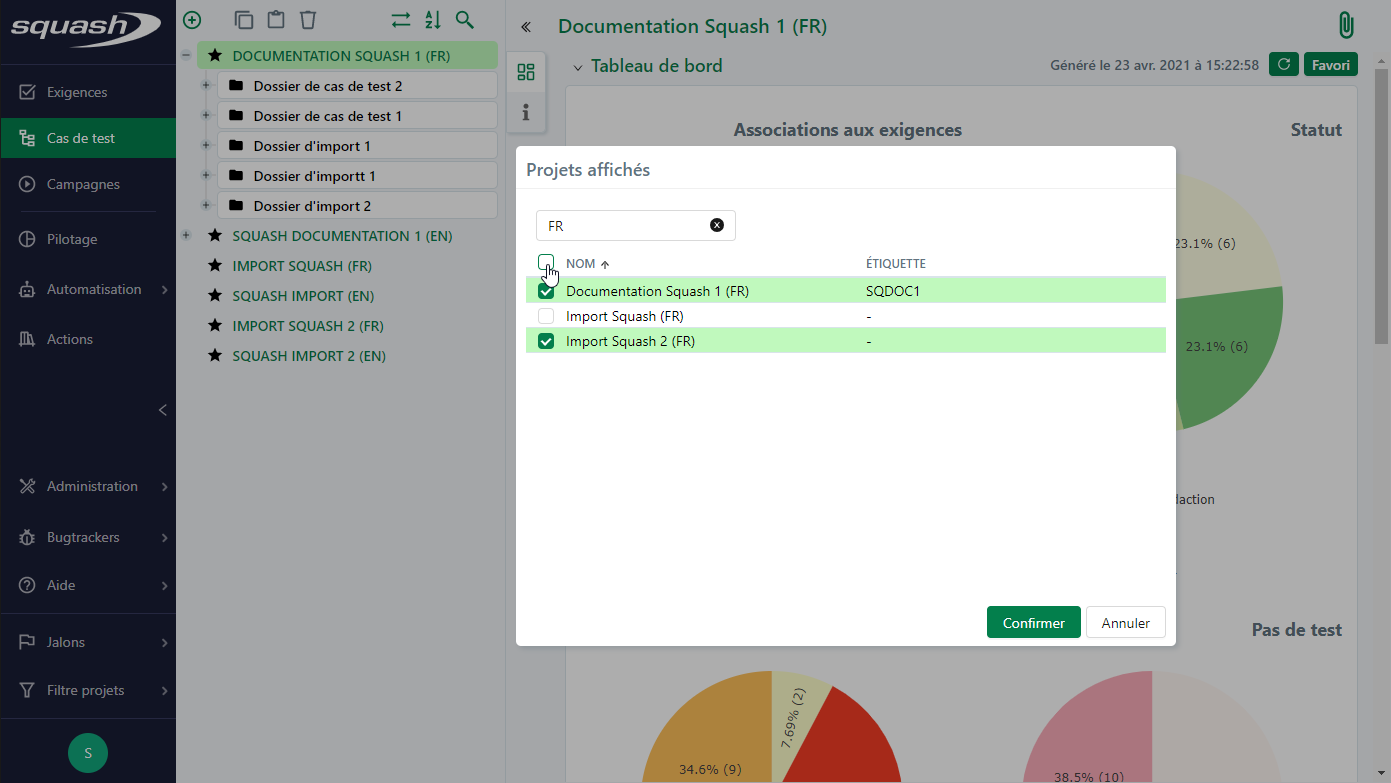 squash
Exigences
Cas de test
Campagnes
Pilotage
Automatisation
Actions
Administration
Bugtrackers
Aide
Jalons
Filtre projets
S
DOCUMENTATION SQUASH 1 (FR)
Dossier de cas de test 2
Dossier de cas de test 1
Dossier d'import 1
Dossier d'importt 1
Dossier d'import 2
SQUASH DOCUMENTATION 1 (EN)
IMPORT SQUASH (FR)
SQUASH IMPORT (EN)
IMPORT SQUASH 2 (FR)
SQUASH IMPORT 2 (EN)
Documentation Squash 1 (FR)
Tableau de bord
Généré le 23 avr. 2021 à 15:22:58
Favori
Associations aux exigences
Statut
Projets affichés
FR
NOM
ÉTIQUETTE
Documentation Squash 1 (FR) SQDOC1
Import Squash (FR) -
Import Squash 2 (FR) -
Confirmer
Annuler
23.1% (6)
23.1% (6)
daction
Pas de test
7.69% (2)
34.6% (9)
38.5% (10)